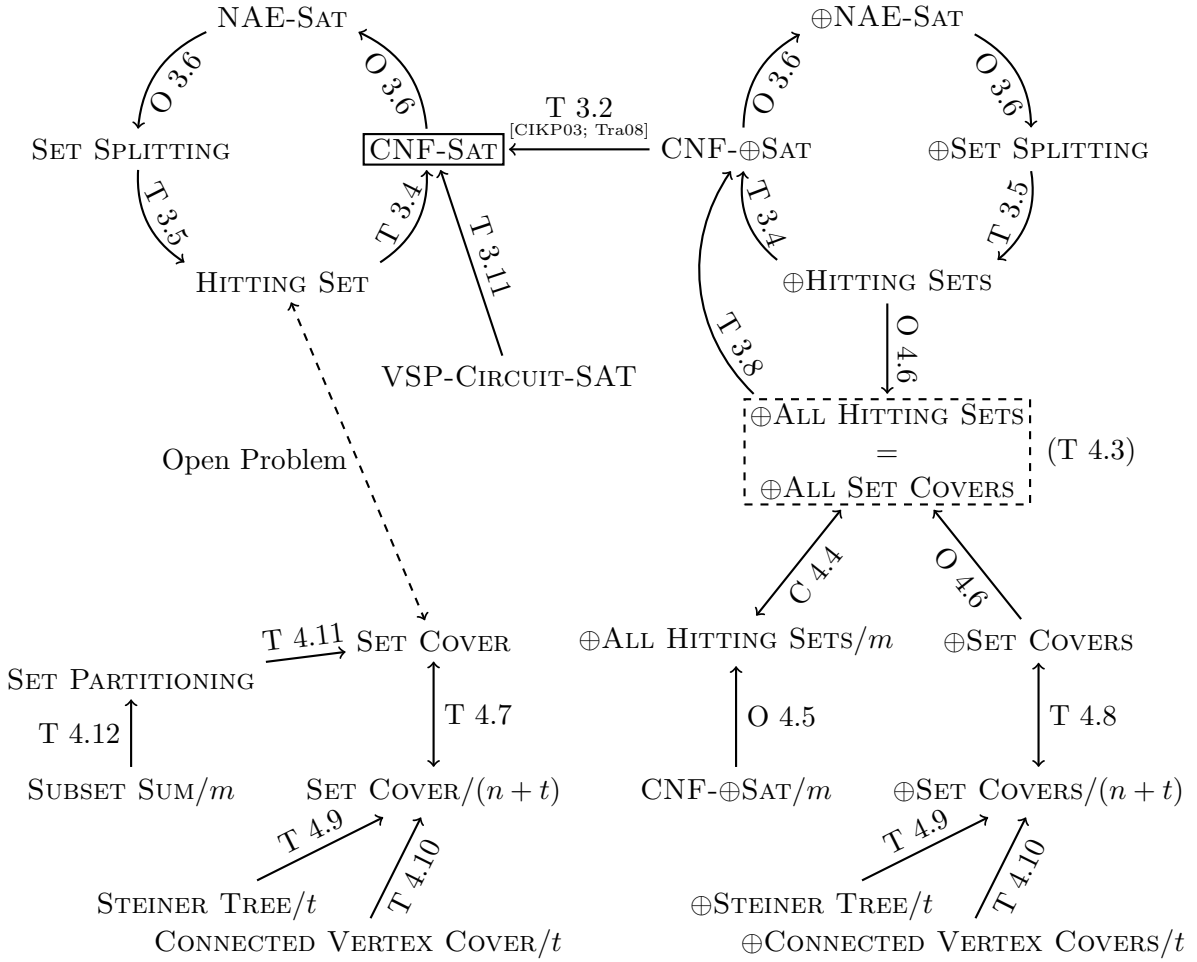 NAE-SAT
⊕NAE-SAT
O 3.6
O 3.6
O 3.6
O 3.6
T 3.2
[CIKP03; Tra08]
SET SPLITTING
CNF-SAT
CNF-⊕SAT
⊕SET SPLITTING
T 3.5
T 3.4
T 3.11
T 3.4
T 3.5
HITTING SET
⊕HITTING SETS
T 3.8
O 4.6
VSP-CIRCUIT-SAT
⊕ALL HITTING SETS
=
⊕ALL SET COVERS
(T 4.3)
Open Problem
C 4.4
O 4.6
T 4.11
SET COVER
⊕ALL HITTING SETS/m
⊕SET COVERS
SET PARTITIONING
T 4.12
T 4.7
O 4.5
T 4.8
SUBSET SUM/m
SET COVER/(n + t)
CNF-⊕SAT/m
⊕SET COVERS/(n + t)
T 4.9
T 4.10
T 4.9
T 4.10
STEINER TREE/t
⊕STEINER TREE/t
CONNECTED VERTEX COVER/t
⊕CONNECTED VERTEX COVERS/t